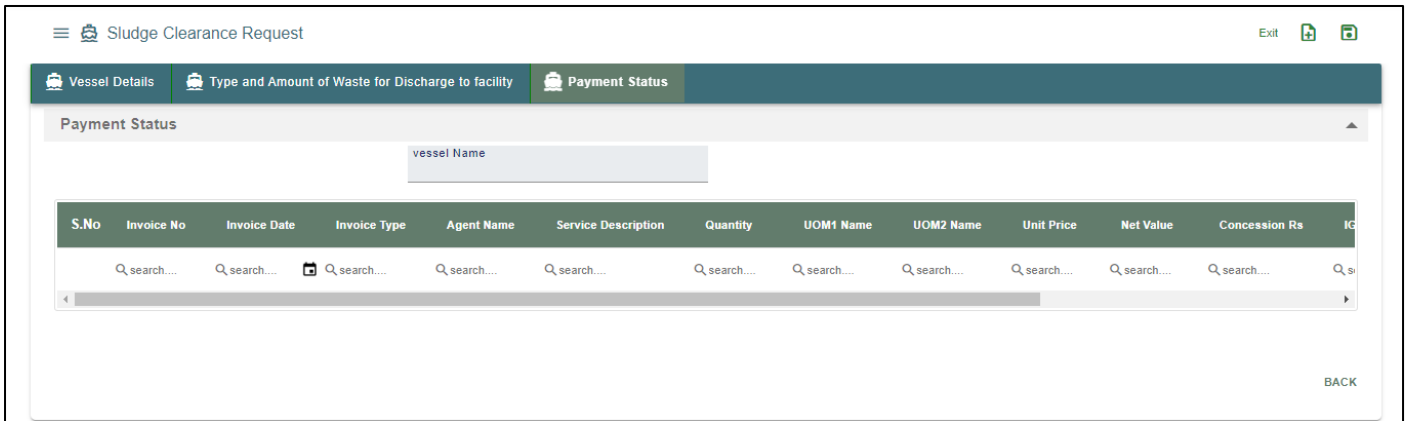 Sludge Clearance Request Exit
Vessel Details Type and Amount of Waste for Discharge to facility Payment Status
Payment Status
vessel Name
S.No Invoice No Invoice Date Invoice Type Agent Name Service Description Quantity UOM1 Name UOM2 Name Unit Price Net Value Concession Rs IG
search.... search.... search.... search.... search.... search.... search.... search.... search.... search.... search.... s
BACK